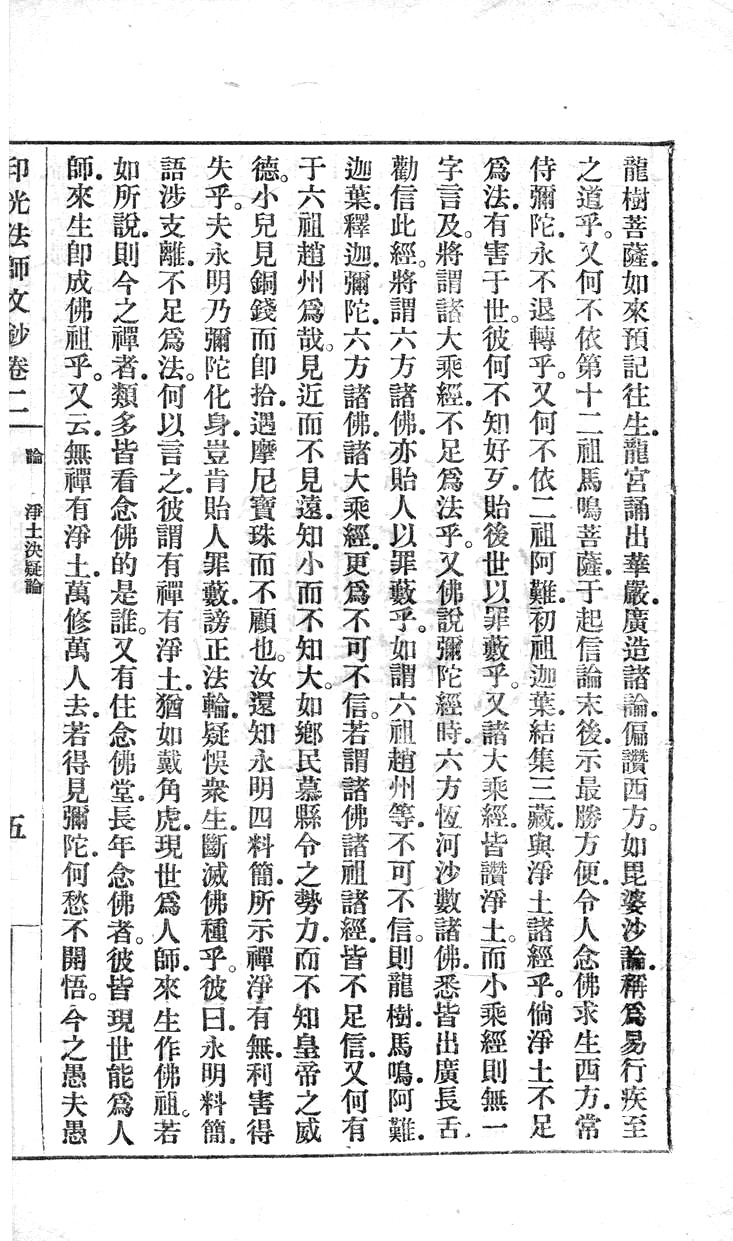 龍樹菩薩．如來預記往生．龍宮誦出華嚴．廣造諸論．偏讚西方。如毘婆沙論．稱爲易行疾至
之道乎。又何不依第十二祖馬鳴菩薩．于起信論末後．示最勝方便．令人念佛求生西方．常
侍彌陀．永不退轉乎。又何不依二祖阿難．初祖迦葉．結集三藏．與淨土諸經乎。倘淨土不足
爲法．有害于世。彼何不知好歹．貽後世以罪藪乎。又諸大乘經．皆讚淨土。而小乘經則無一
字言及。將謂諸大乘經．不足爲法乎。又佛說彌陀經時．六方恆河沙數諸佛．悉皆出廣長舌．
勸信此經。將謂六方諸佛．亦貽人以罪藪乎。如謂六祖趙州等．不可不信。則龍樹．馬鳴．阿難．
迦葉．釋迦．彌陀．六方諸佛．諸大乘經．更爲不可不信。若謂諸佛諸祖諸經．皆不足信．又何有
于六祖趙州爲哉。見近而不見遠．知小而不知大。如鄉民慕縣令之勢力．而不知皇帝之威
德。小兒見銅錢而卽拾．遇摩尼寶珠而不顧也。汝還知永明四料簡．所示禪淨有無．利害得
失乎。夫永明乃彌陀化身．豈肯貽人罪藪．謗正法輪．疑悞衆生．斷滅佛種乎。彼曰．永明料簡．
語涉支離．不足爲法。何以言之．彼謂有禪有淨土．猶如戴角虎．現世爲人師．來生作佛祖。若
如所說．則今之禪者．類多皆看念佛的是誰。又有住念佛堂．長年念佛者。彼皆現世能爲人
師．來生卽成佛祖乎。又云．無禪有淨土．萬修萬人去．若得見彌陀．何愁不開悟。今之愚夫愚
印光法師文鈔卷二　論　淨土決疑論　五